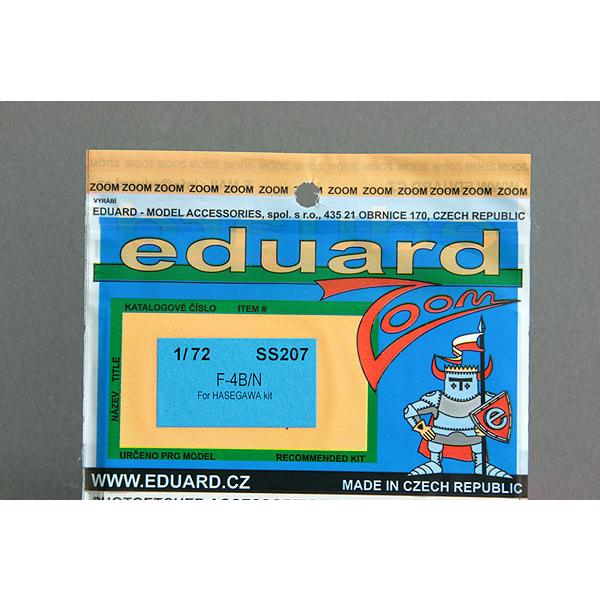 ZOOM ZOOM ZOOM ZOOM ZOOM ZOOM ZOOM ZOOM ZOOM ZOOM ZOOM ZOOM
VYRÁBÍ
EDUARD - MODEL ACCESSORIES, spol. s r.o., 435 21 OBRNICE 170, CZECH REPUBLIC
eduard
Zoom
KATALOGOVÉ ČÍSLO ITEM #
NÁZEV TITLE
1/72 SS207
F-4B/N
For HASEGAWA kit
e
URČENO PRO MODEL RECOMMENDED KIT
WWW.EDUARD.CZ MADE IN CZECH REPUBLIC